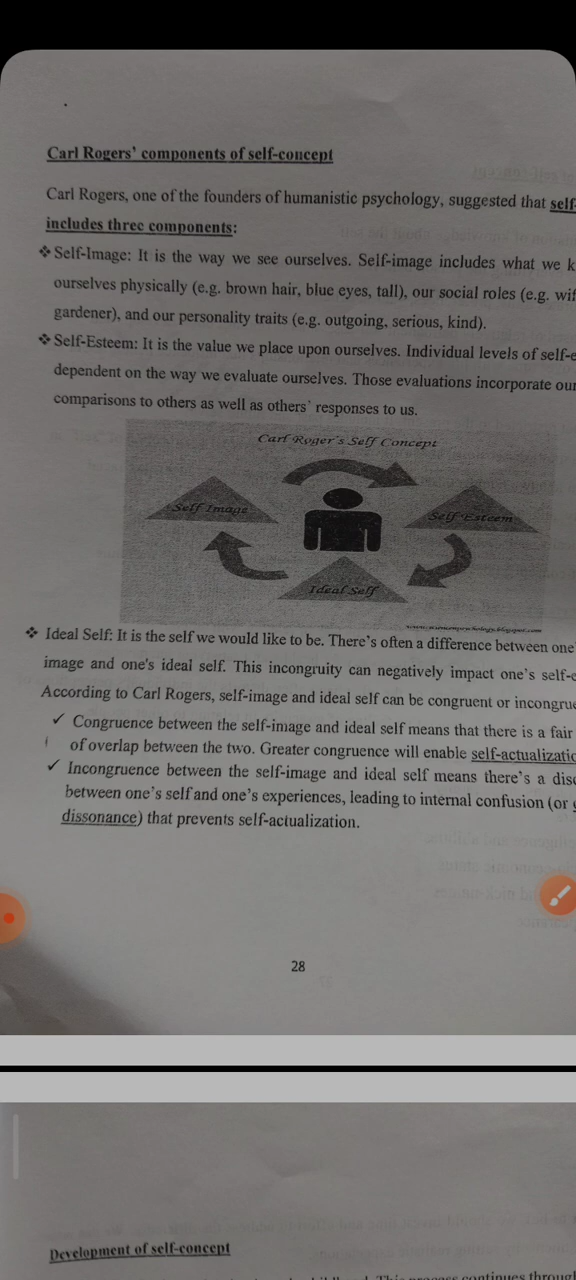 Carl Rogers' components of self-concept
Carl Rogers, one of the founders of humanistic psychology, suggested that self-
includes three components:
❖ Self-Image: It is the way we see ourselves. Self-image includes what we k
ourselves physically (e.g. brown hair, blue eyes, tall), our social roles (e.g. wif
gardener), and our personality traits (e.g. outgoing, serious, kind).
❖ Self-Esteem: It is the value we place upon ourselves. Individual levels of self-e
dependent on the way we evaluate ourselves. Those evaluations incorporate our
comparisons to others as well as others' responses to us.
Carl Roger's Self Concept
Self Image
Self Esteem
Ideal Self
❖ Ideal Self: It is the self we would like to be. There's often a difference between one'
image and one's ideal self. This incongruity can negatively impact one's self-e
According to Carl Rogers, self-image and ideal self can be congruent or incongrue
✓ Congruence between the self-image and ideal self means that there is a fair
of overlap between the two. Greater congruence will enable self-actualizatio
✓ Incongruence between the self-image and ideal self means there's a disc
between one's self and one's experiences, leading to internal confusion (or
dissonance) that prevents self-actualization.
28
Development of self-concept
This process continues throug